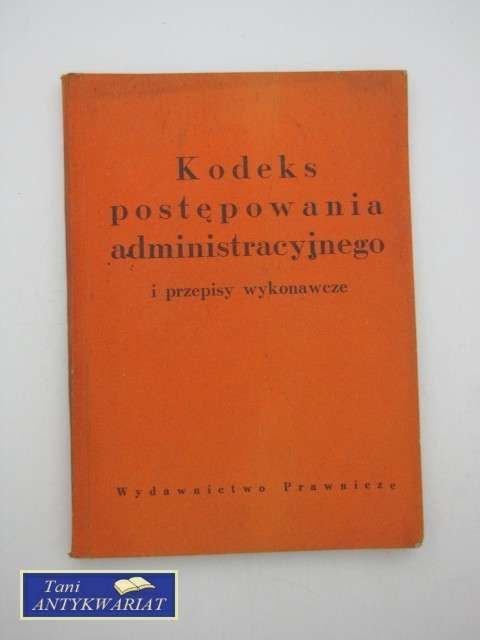 Kodeks
postępowania
administracyjnego
i przepisy wykonawcze
Wydawnictwo Prawnicze
Tani
ANTYKWARIAT